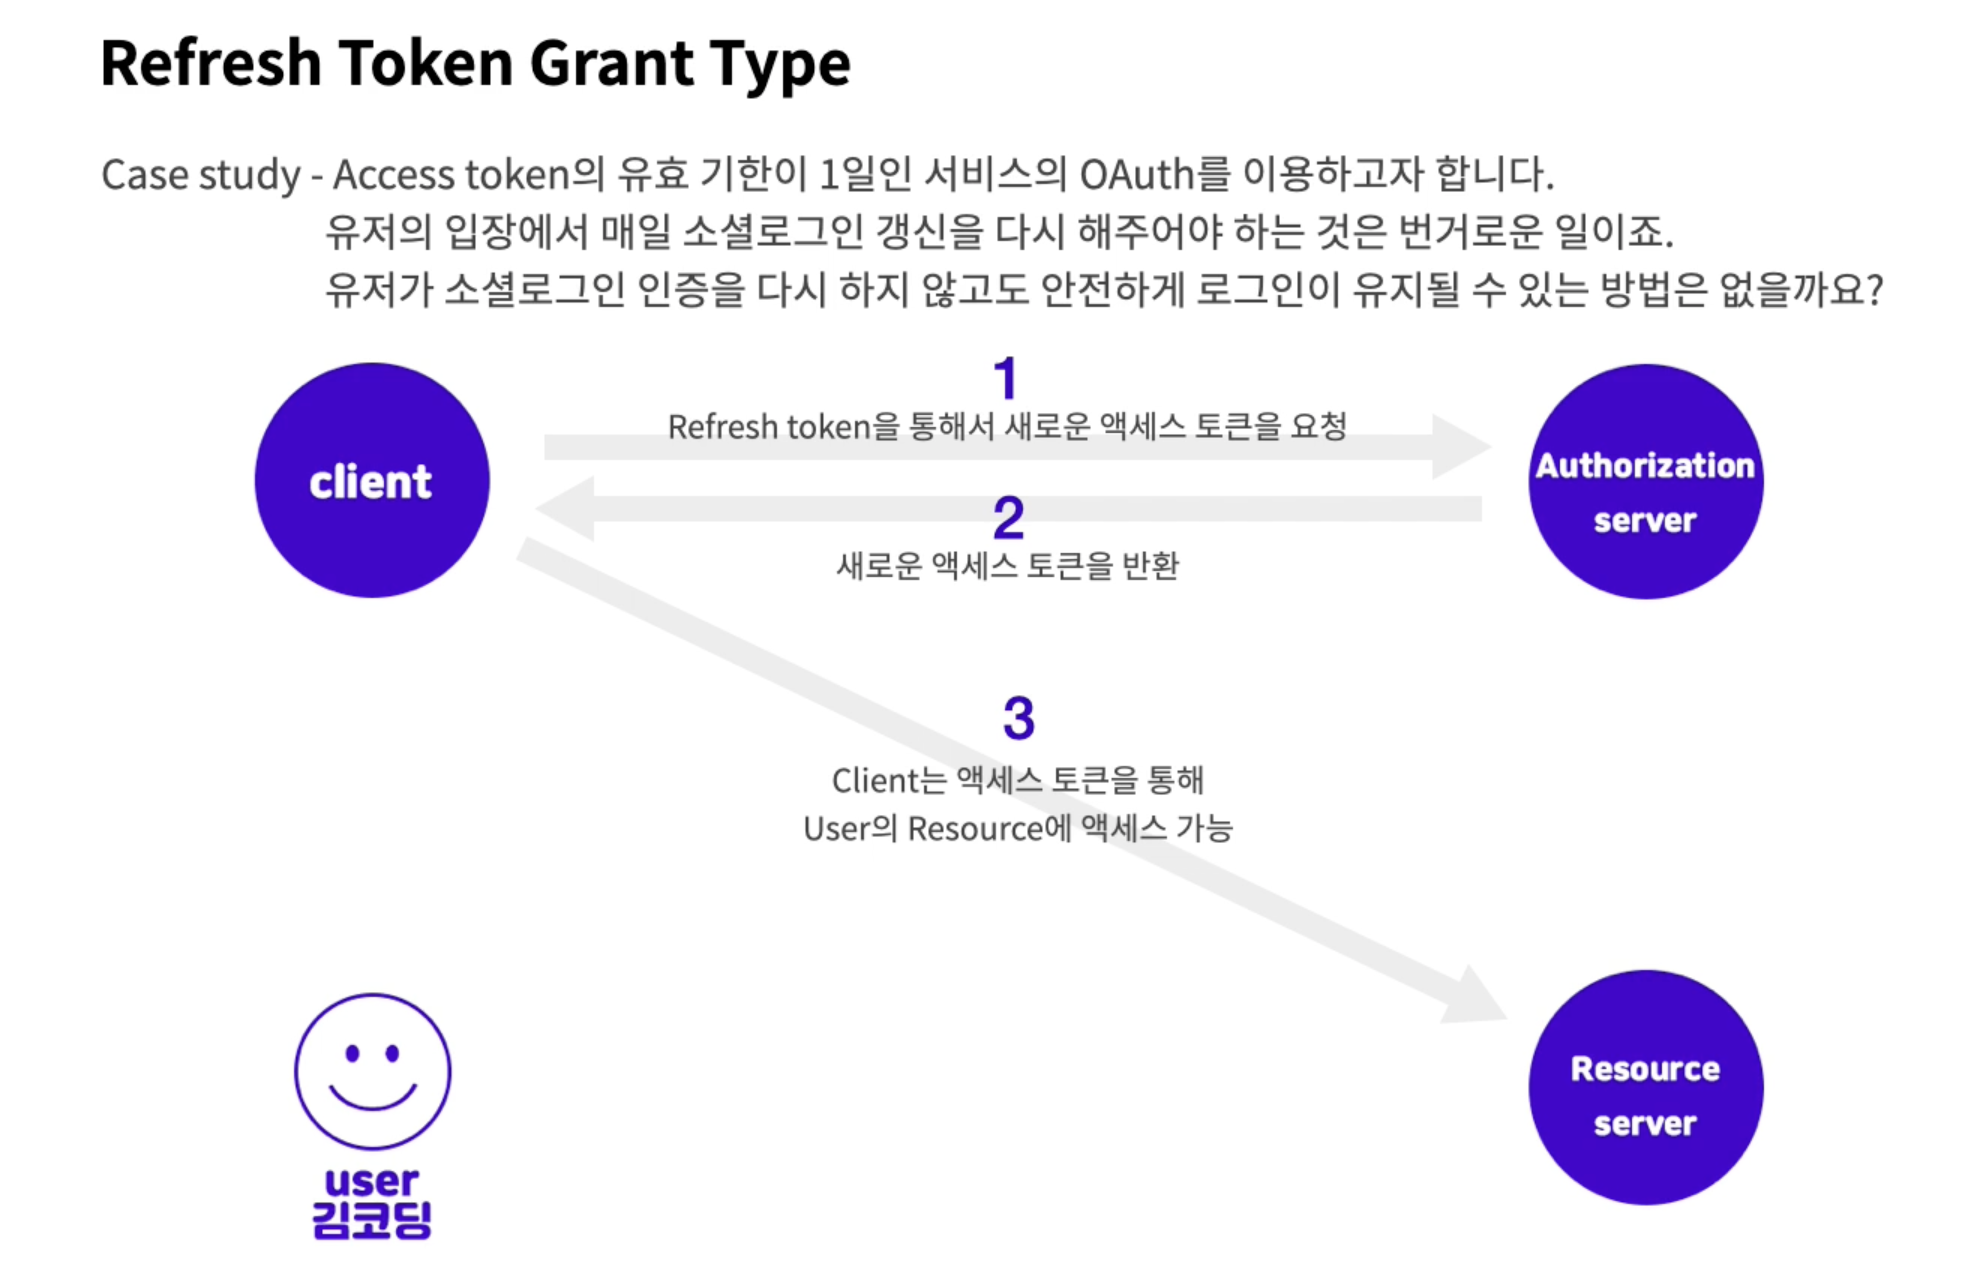 Refresh Token Grant Type
Case study - Access token의 유효 기한이 1일인 서비스의 OAuth를 이용하고자 합니다.
유저의 입장에서 매일 소셜로그인 갱신을 다시 해주어야 하는 것은 번거로운 일이죠.
유저가 소셜로그인 인증을 다시 하지 않고도 안전하게 로그인이 유지될 수 있는 방법은 없을까요?
client
1
Refresh token을 통해서 새로운 액세스 토큰을 요청
Authorization
server
2
새로운 액세스 토큰을 반환
3
Client는 액세스 토큰을 통해
User의 Resource에 액세스 가능
user
김코딩
Resource
server